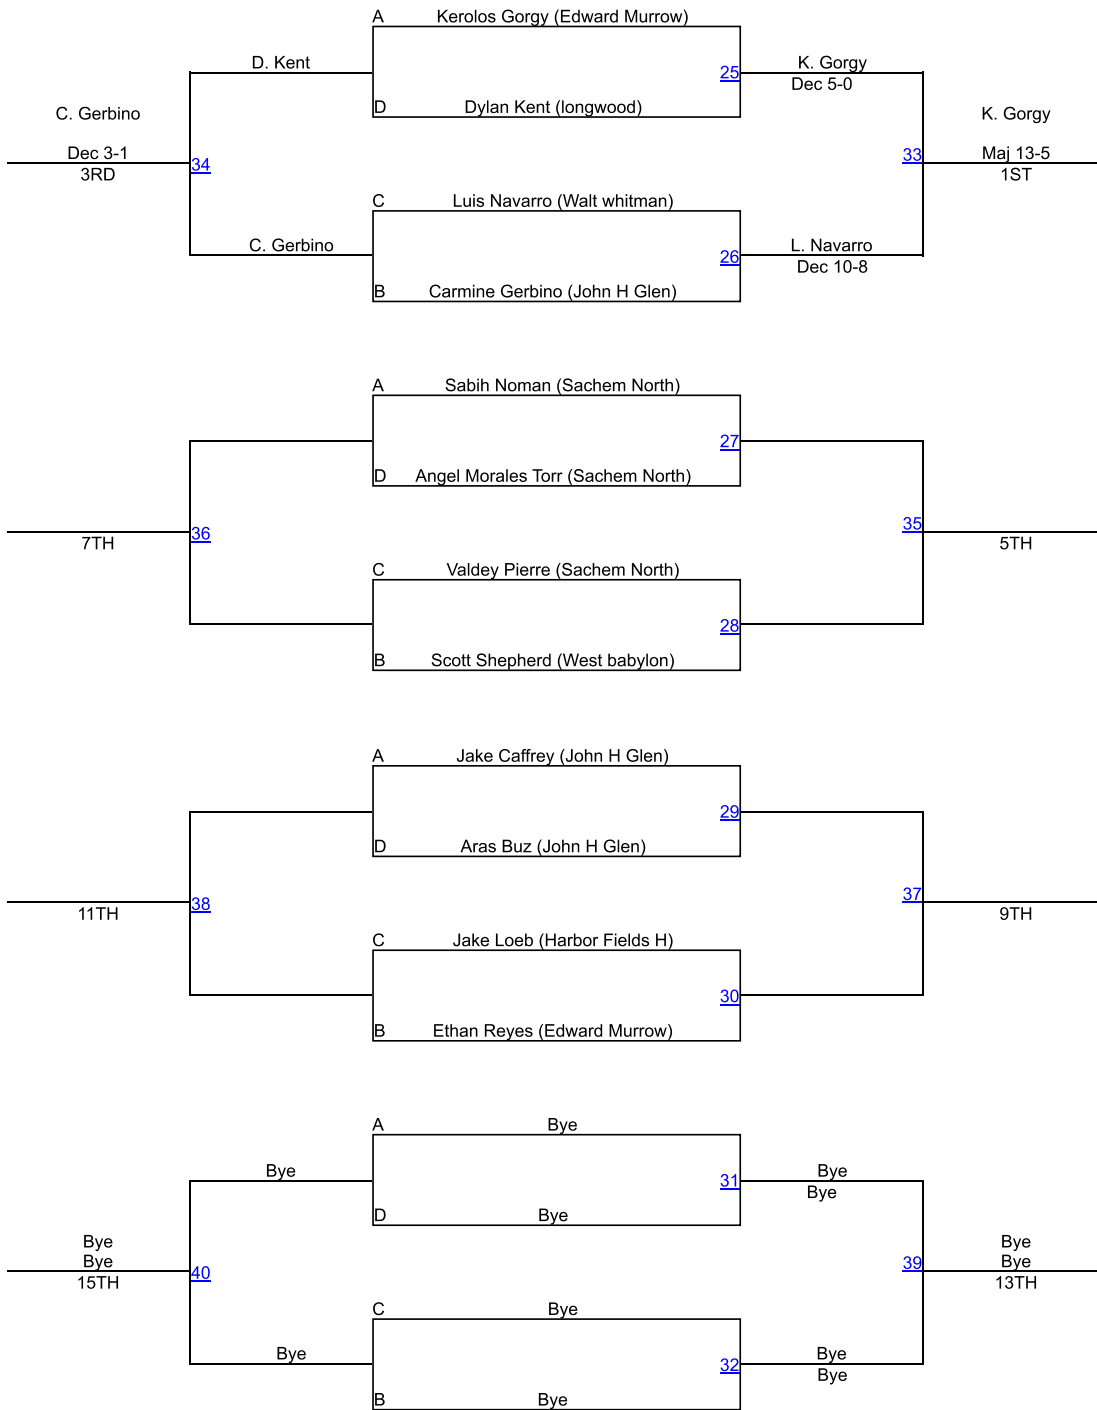 A Kerolos Gorgy (Edward Murrow)
D. Kent 25 K. Gorgy
Dec 5-0
D Dylan Kent (longwood)
C. Gerbino K. Gorgy
Dec 3-1 34 33 Maj 13-5
3RD 1ST
C Luis Navarro (Walt whitman)
C. Gerbino 26 L. Navarro
Dec 10-8
B Carmine Gerbino (John H Glen)
A Sabih Noman (Sachem North)
27
D Angel Morales Torr (Sachem North)
36 35
7TH 5TH
C Valdey Pierre (Sachem North)
28
B Scott Shepherd (West babylon)
A Jake Caffrey (John H Glen)
29
D Aras Buz (John H Glen)
38 37
11TH 9TH
C Jake Loeb (Harbor Fields H)
30
B Ethan Reyes (Edward Murrow)
A Bye
Bye 31 Bye
Bye
D Bye
Bye Bye
Bye 40 39 Bye
15TH 13TH
C Bye
Bye 32 Bye
Bye
B Bye